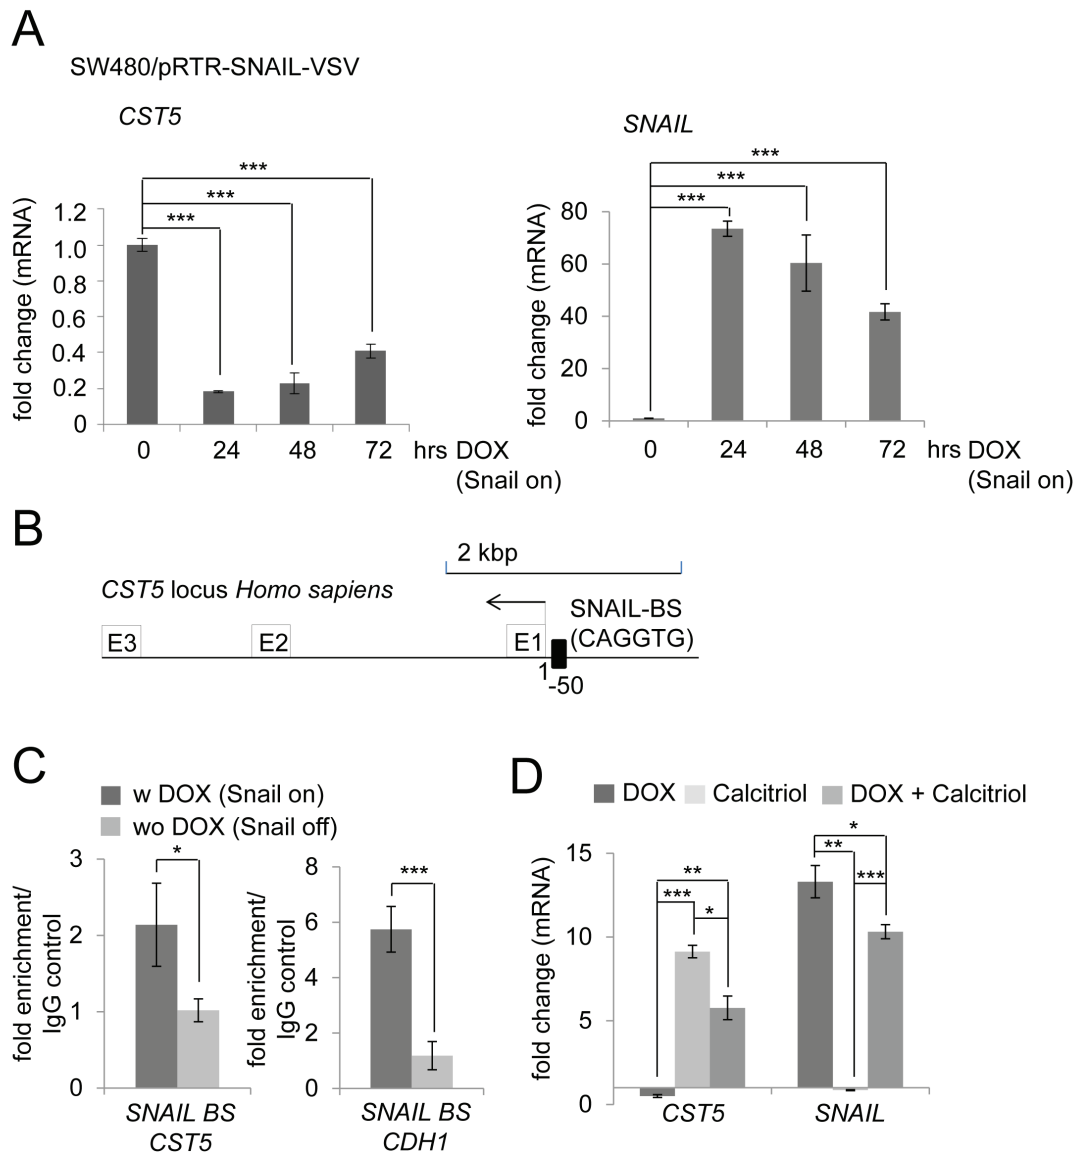 A
SW480/pRTR-SNAIL-VSV
CST5
***
***
***
fold change (mRNA)
1.2
1.0
0.8
0.6
0.4
0.2
0
0 24 48 72 hrs DOX
(Snail on)
SNAIL
***
***
***
fold change (mRNA)
80
60
40
20
0
0 24 48 72 hrs DOX
(Snail on)
B
2 kbp
CST5 locus Homo sapiens
SNAIL-BS
(CAGGTG)
E3 E2 E1
1
-50
C
w DOX (Snail on)
wo DOX (Snail off)
*
fold enrichment/
IgG control
3
2
1
0
SNAIL BS
CST5
***
fold enrichment/
IgG control
8
6
4
2
0
SNAIL BS
CDH1
D
DOX Calcitriol DOX + Calcitriol
fold change (mRNA)
15
10
5
0
**
***
*
*
**
***
CST5 SNAIL